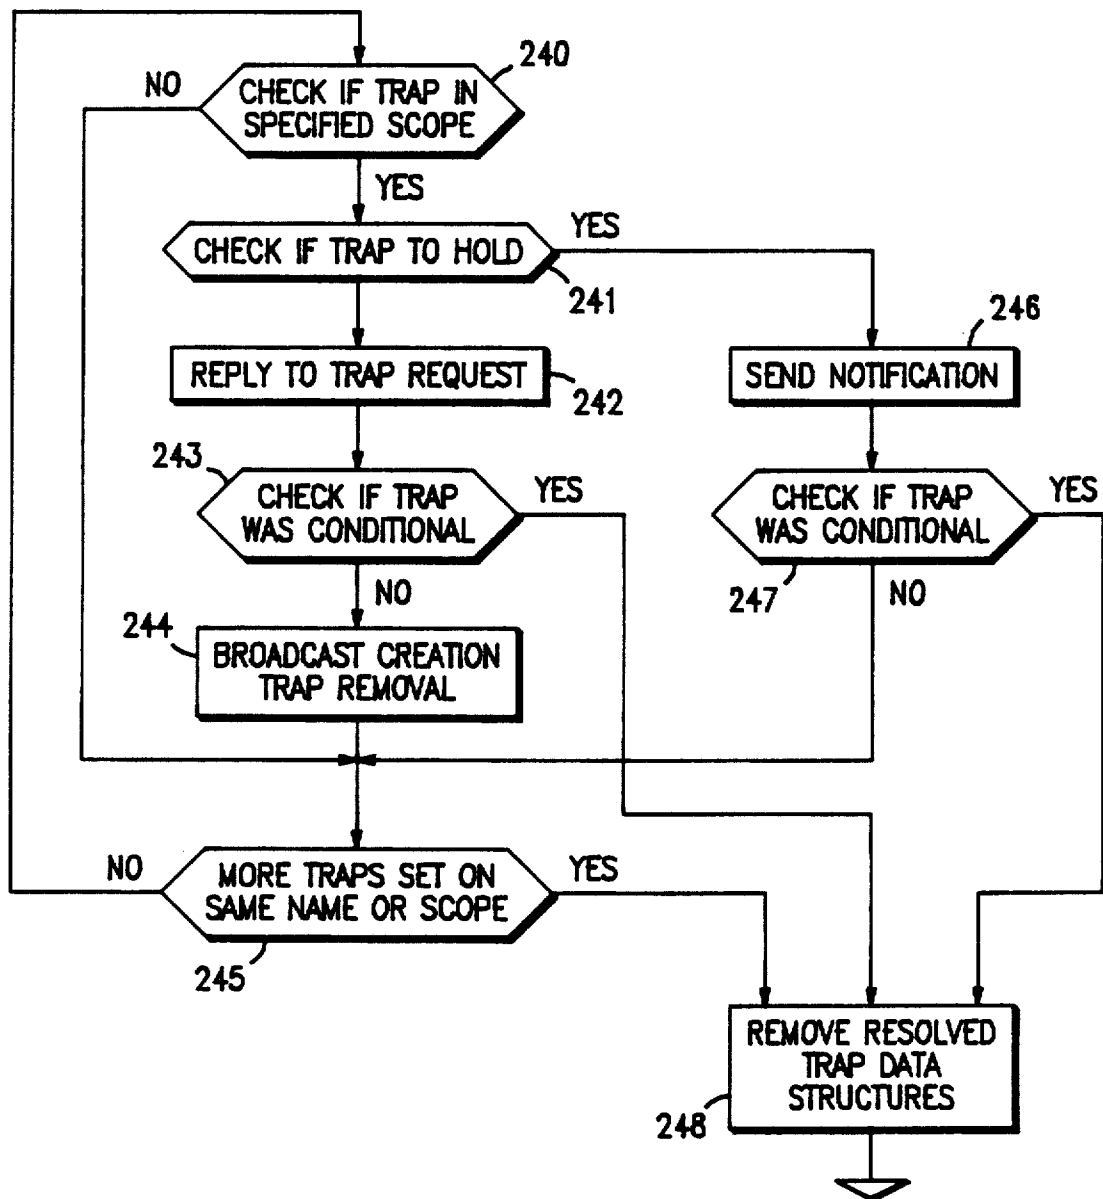 240
NO
CHECK IF TRAP IN
SPECIFIED SCOPE
YES
CHECK IF TRAP TO HOLD
YES
241
246
REPLY TO TRAP REQUEST
242
SEND NOTIFICATION
243
CHECK IF TRAP
WAS CONDITIONAL
YES
CHECK IF TRAP
WAS CONDITIONAL
YES
247
NO
NO
244
BROADCAST CREATION
TRAP REMOVAL
NO
MORE TRAPS SET ON
SAME NAME OR SCOPE
YES
245
REMOVE RESOLVED
TRAP DATA
STRUCTURES
248